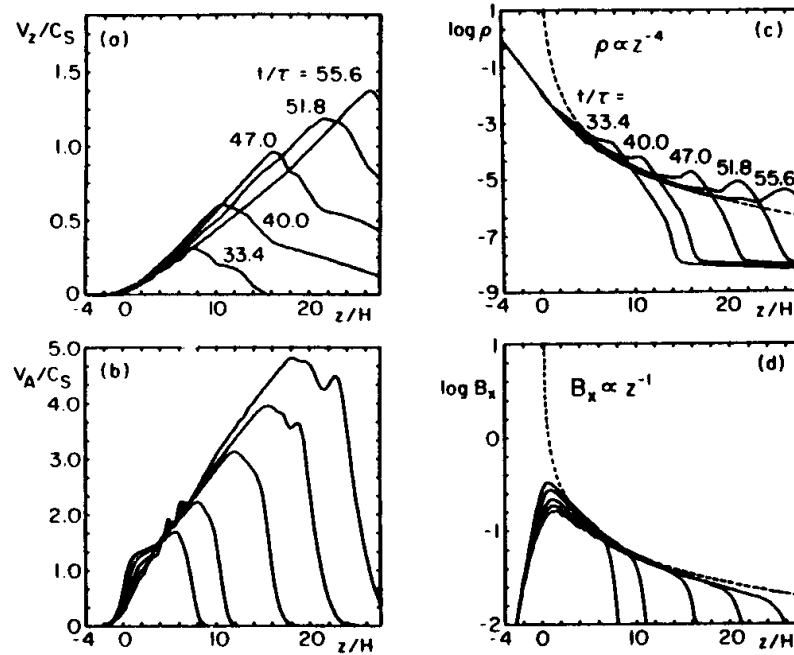 V_z/C_S
(a)
1.5
1.0
0.5
0
t/τ = 55.6
51.8
47.0
40.0
33.4
-4 0 12 20 z/H
log ρ
(c)
ρ ∝ z⁻⁴
1
-1
-3
-5
-7
-9
t/τ =
33.4
40.0
47.0
51.8
55.6
0 10 20 z/H
V_A/C_S
(b)
5.0
4.0
3.0
2.0
1.0
0
-4 0 12 20 z/H
log B_x
(d)
B_x ∝ z⁻¹
1
0
-1
-2
-4 0 10 20 z/H